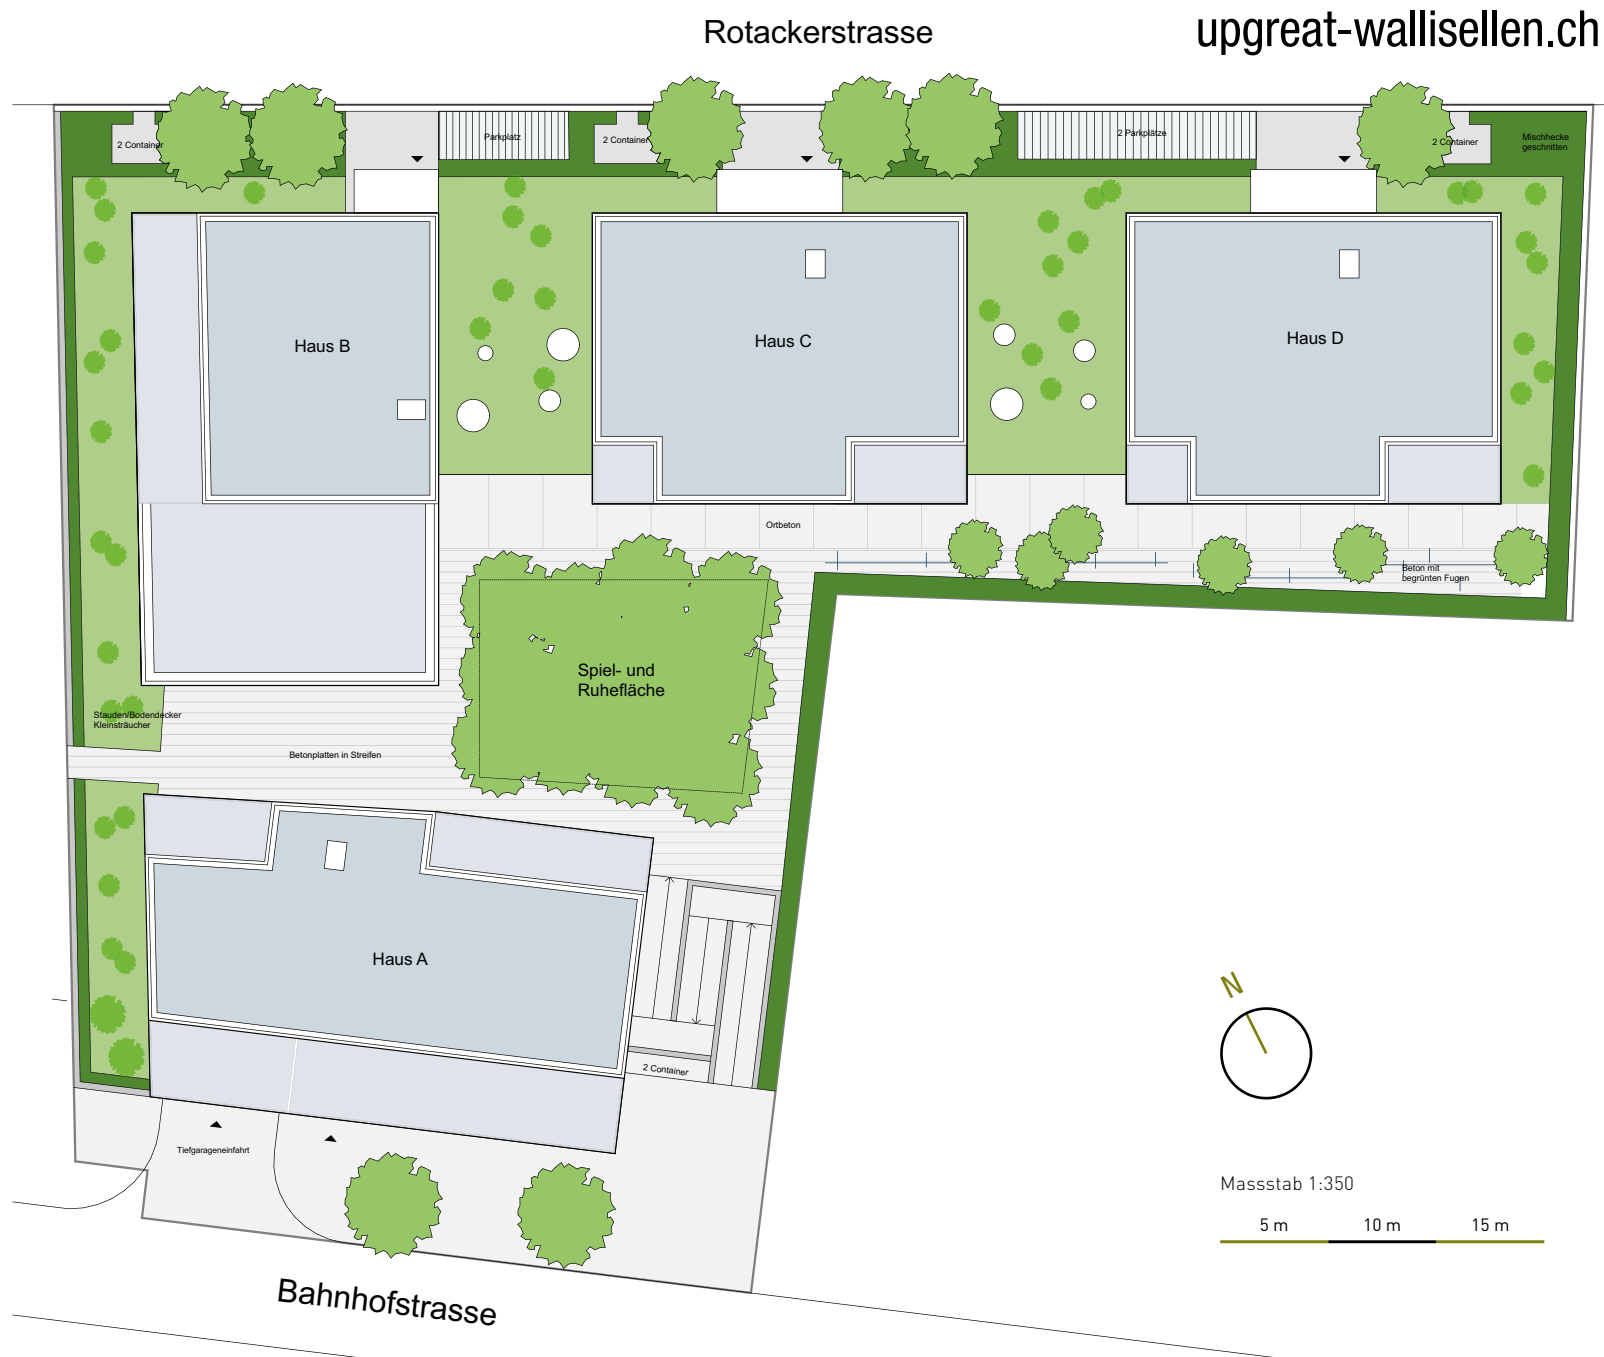 Rotackerstrasse
upgreat-wallisellen.ch
2 Container
Parkplatz
2 Container
2 Parkplätze
2 Container
Mischhecke
geschnitten
Haus B
Haus C
Haus D
Ortbeton
Beton mit
begrünten Fugen
Spiel- und
Ruhefläche
Stauden/Bodendecker
Kleinsträucher
Betonplatten in Streifen
Haus A
N
2 Container
Tiefgarageneinfahrt
Massstab 1:350
5 m 10 m 15 m
Bahnhofstrasse